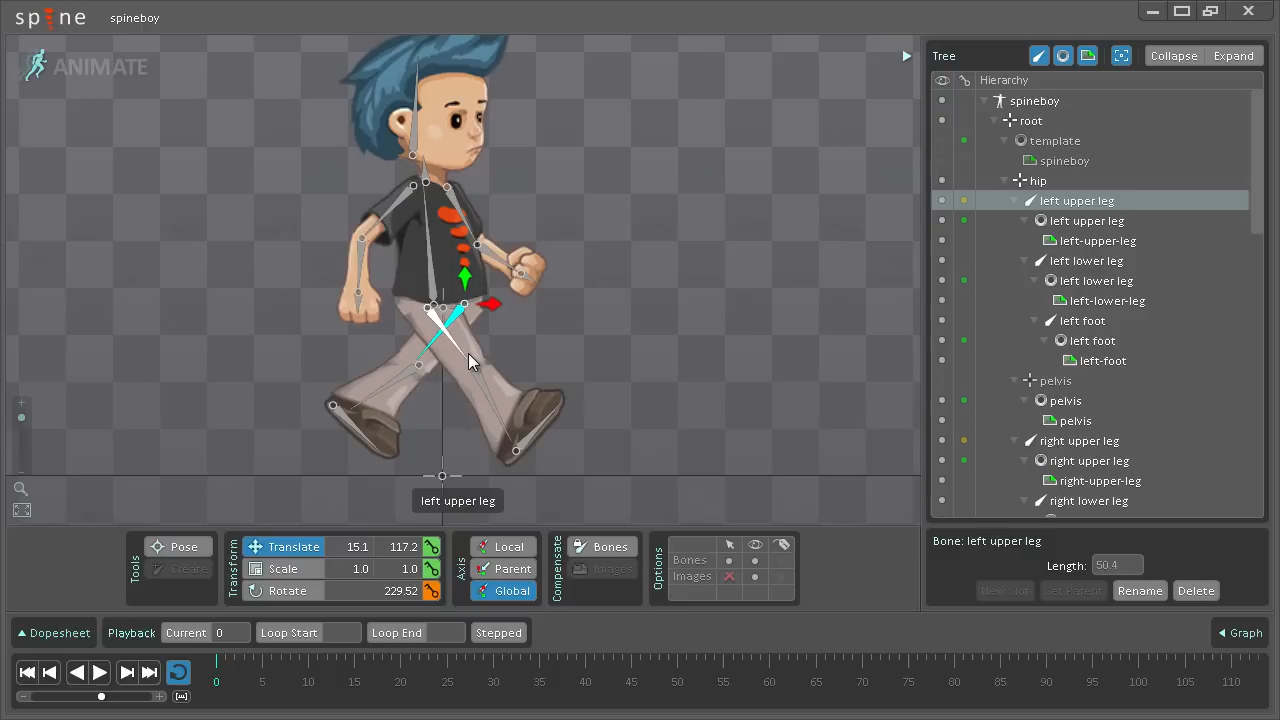 spine
spineboy
ANIMATE
Tree
Collapse
Expand
Hierarchy
spineboy
root
template
spineboy
hip
left upper leg
left upper leg
left-upper-leg
left lower leg
left lower leg
left-lower-leg
left foot
left foot
left-foot
pelvis
pelvis
pelvis
right upper leg
right upper leg
right-upper-leg
right lower leg
left upper leg
Tools
Pose
Create
Transform
Translate 15.1 117.2
Scale 1.0 1.0
Rotate 229.52
Axis
Local
Parent
Global
Compensate
Bones
Images
Options
Bones
Images
Bone: left upper leg
Length: 50.4
New Slot
Set Parent
Rename
Delete
Dopesheet
Playback
Current 0
Loop Start
Loop End
Stepped
Graph
0 5 10 15 20 25 30 35 40 45 50 55 60 65 70 75 80 85 90 95 100 105 110